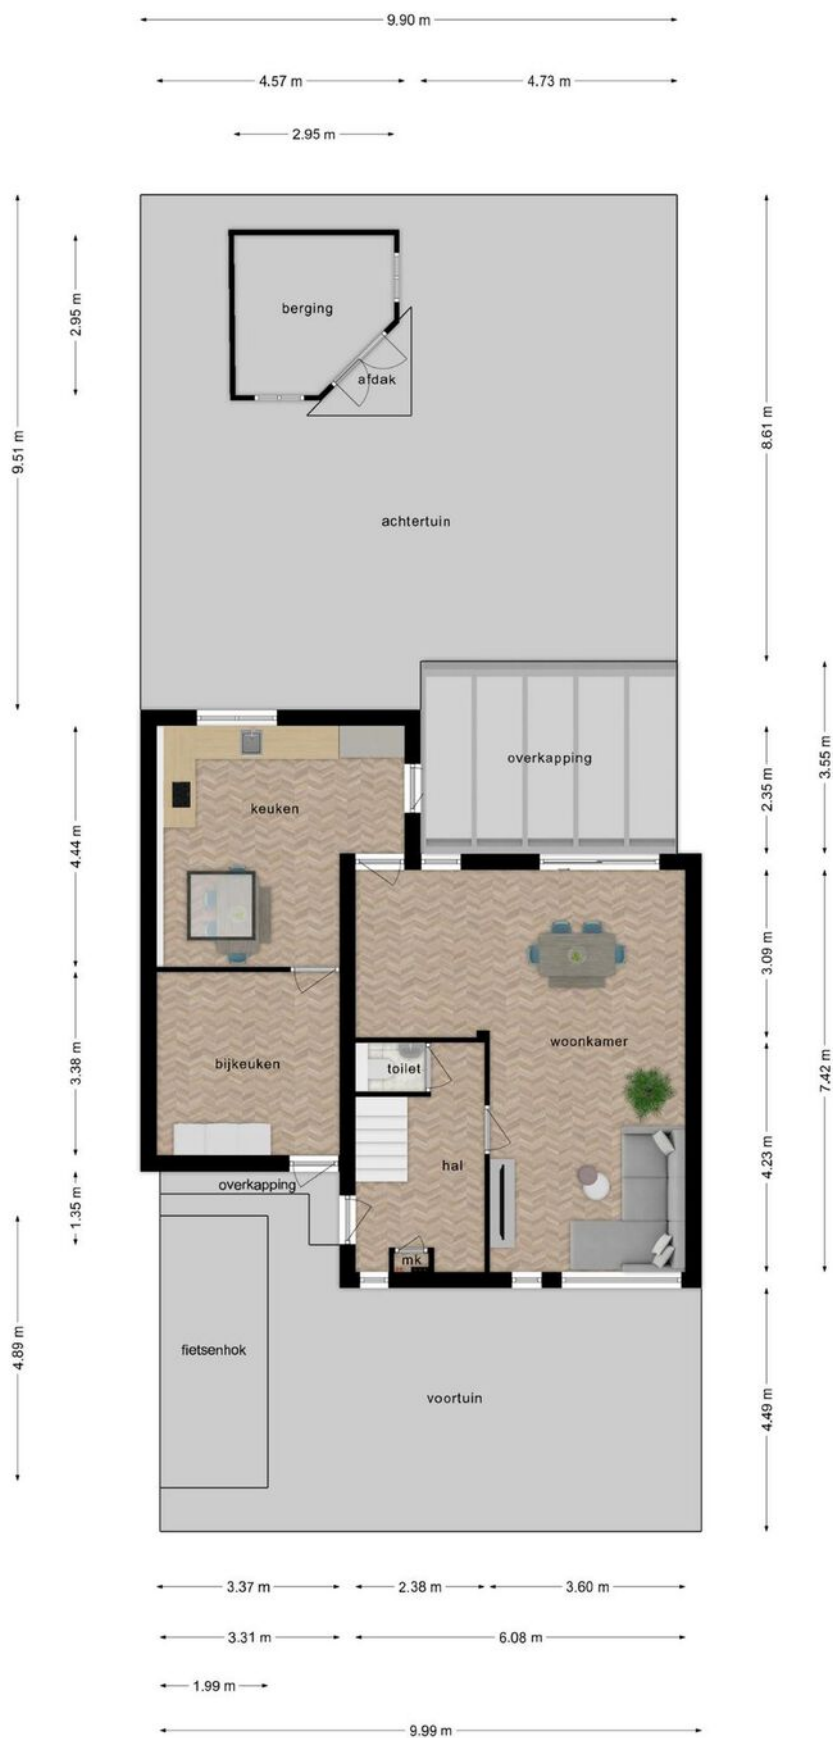 9.90 m
4.57 m
4.73 m
2.95 m
berging
2.95 m
afdak
9.51 m
8.61 m
achtertuin
overkapping
3.55 m
2.35 m
keuken
4.44 m
3.09 m
woonkamer
bijkeuken
toilet
3.38 m
7.42 m
4.23 m
hal
overkapping
1.35 m
mk
fietsenhok
4.89 m
voortuin
4.49 m
3.37 m
2.38 m
3.60 m
3.31 m
6.08 m
1.99 m
9.99 m